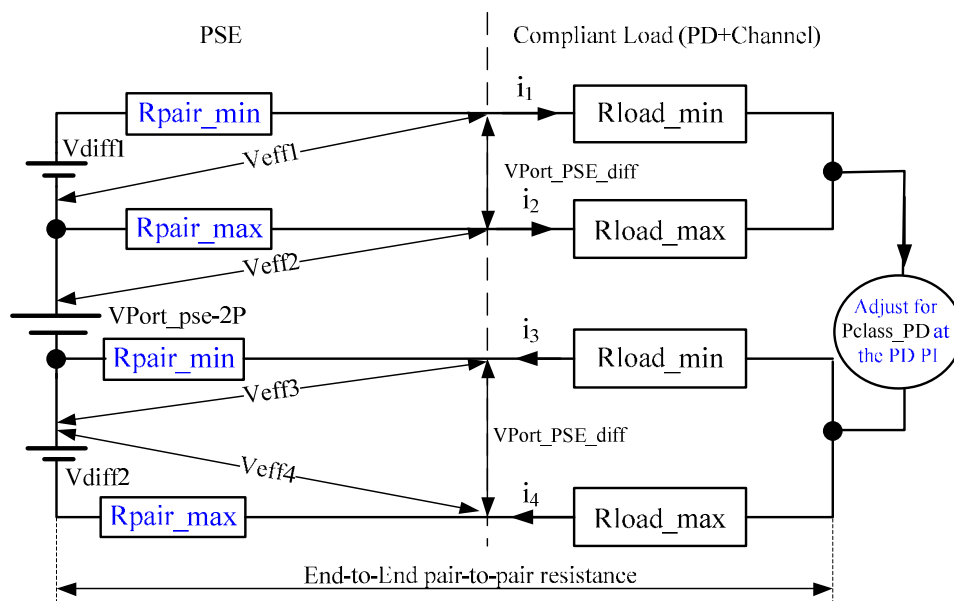 PSE
Compliant Load (PD+Channel)
Rpair_min
i1
Rload_min
Vdiff1
Veff1
VPort_PSE_diff
i2
Rpair_max
Rload_max
Veff2
VPort_pse-2P
i3
Rpair_min
Rload_min
Adjust for
Pclass_PD at
the PD PI
Veff3
VPort_PSE_diff
Veff4
Vdiff2
i4
Rpair_max
Rload_max
End-to-End pair-to-pair resistance